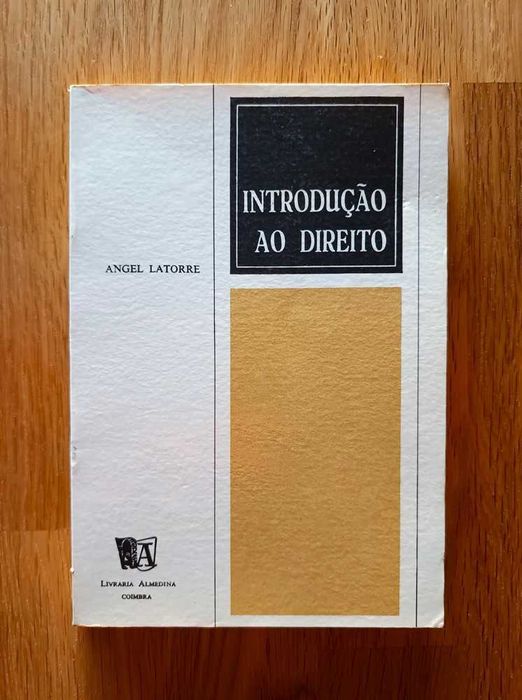 INTRODUÇÃO
AO DIREITO
ANGEL LATORRE
A
LIVRARIA ALMEDINA
COIMBRA